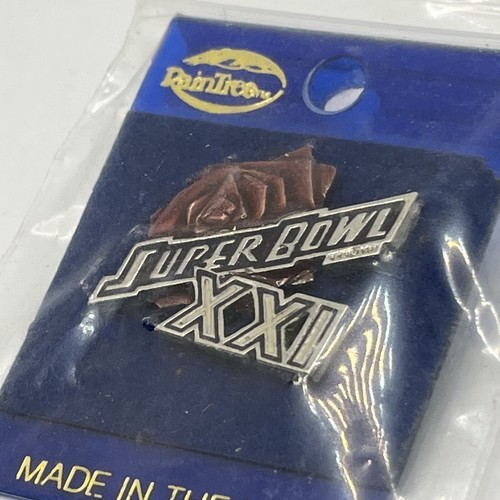 RainTree
SUPER BOWL
XXI
MADE IN THE